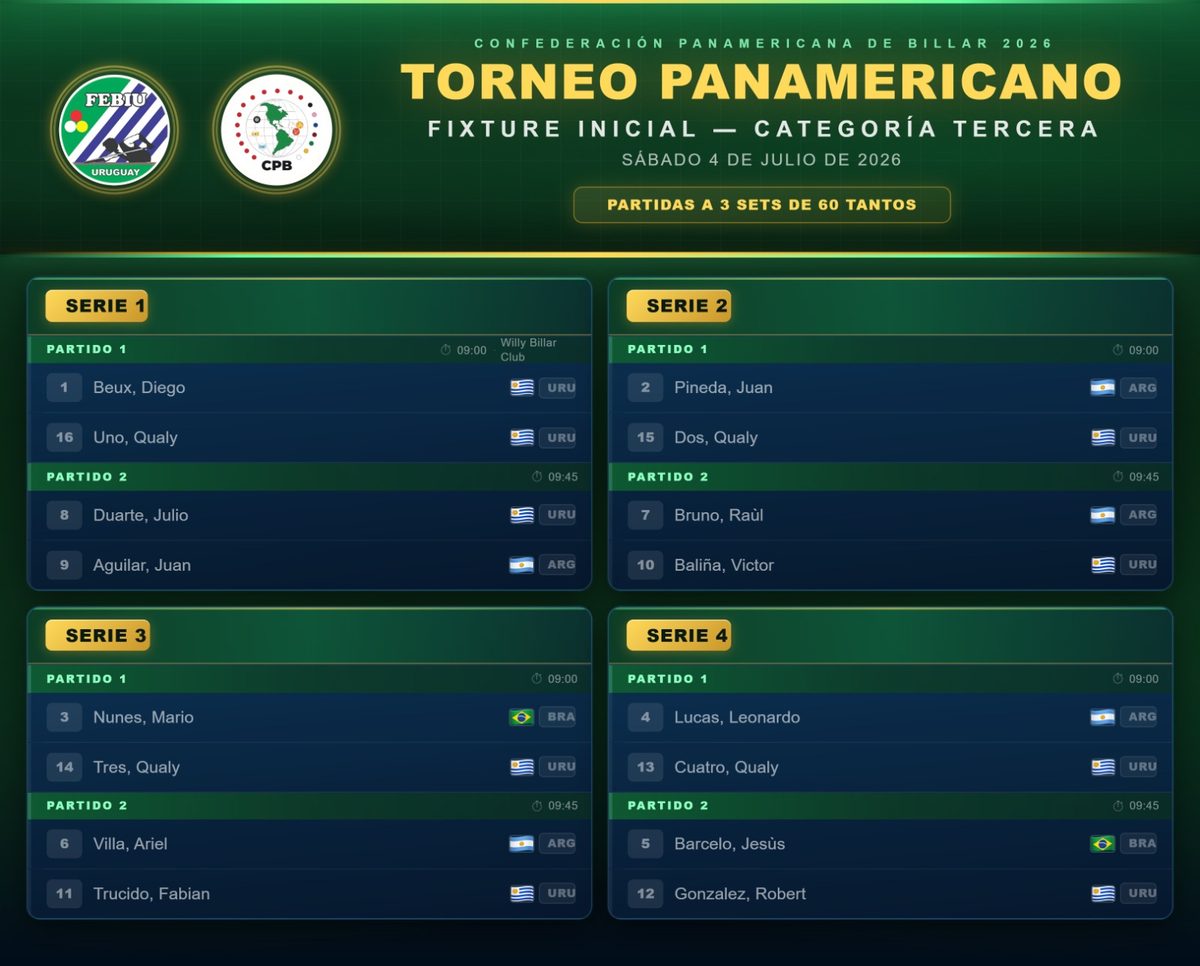 CONFEDERACIÓN PANAMERICANA DE BILLAR 2026
TORNEO PANAMERICANO
FIXTURE INICIAL — CATEGORÍA TERCERA
SÁBADO 4 DE JULIO DE 2026
PARTIDAS A 3 SETS DE 60 TANTOS
FEBIU
URUGUAY
CPB
SERIE 1
PARTIDO 1
09:00 · Willy Billar Club
1 Beux, Diego URU
16 Uno, Qualy URU
PARTIDO 2 09:45
8 Duarte, Julio URU
9 Aguilar, Juan ARG
SERIE 2
PARTIDO 1 09:00
2 Pineda, Juan ARG
15 Dos, Qualy URU
PARTIDO 2 09:45
7 Bruno, Raùl ARG
10 Baliña, Victor URU
SERIE 3
PARTIDO 1 09:00
3 Nunes, Mario BRA
14 Tres, Qualy URU
PARTIDO 2 09:45
6 Villa, Ariel ARG
11 Trucido, Fabian URU
SERIE 4
PARTIDO 1 09:00
4 Lucas, Leonardo ARG
13 Cuatro, Qualy URU
PARTIDO 2 09:45
5 Barcelo, Jesùs BRA
12 Gonzalez, Robert URU